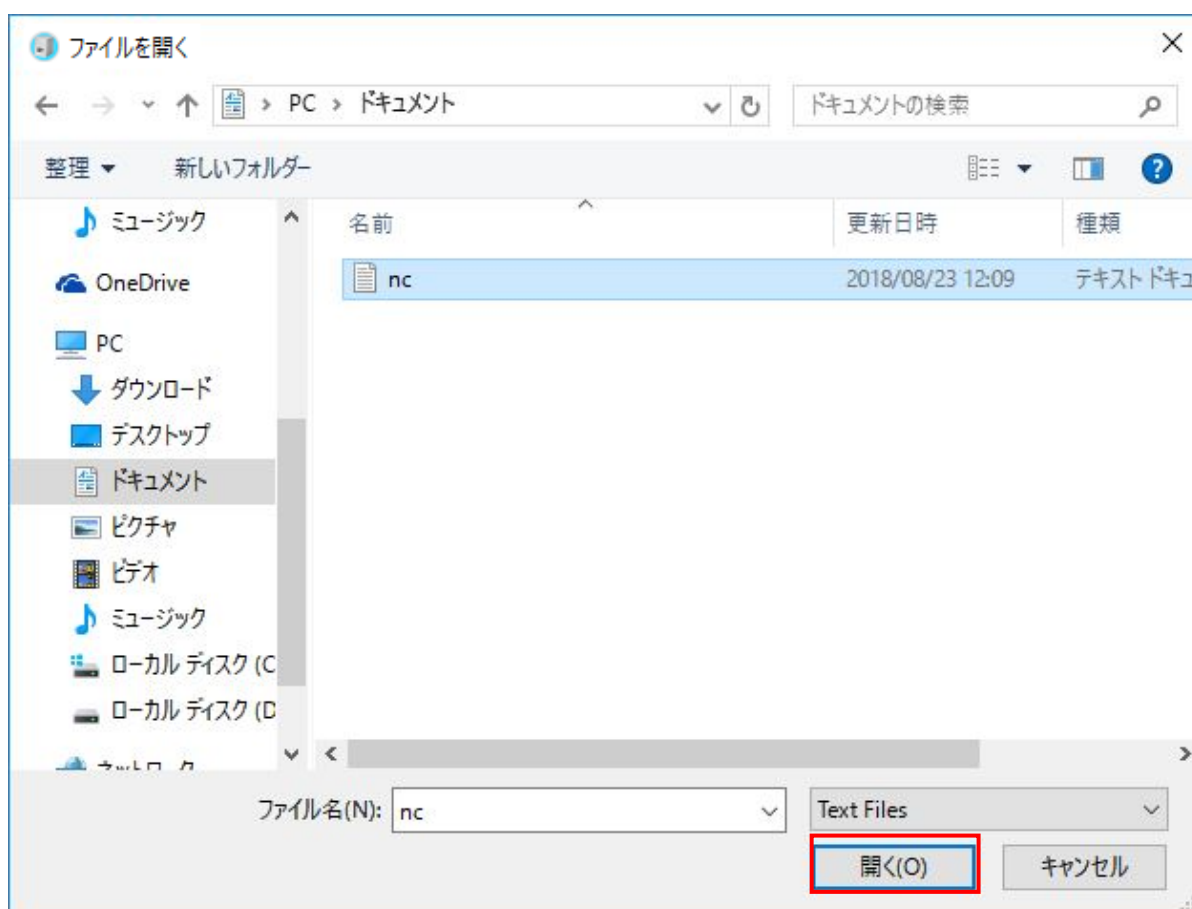 ファイルを開く
PC › ドキュメント
ドキュメントの検索
整理
新しいフォルダー
名前
更新日時
種類
nc
2018/08/23 12:09
テキスト ドキュ
ミュージック
OneDrive
PC
ダウンロード
デスクトップ
ドキュメント
ピクチャ
ビデオ
ミュージック
ローカル ディスク (C
ローカル ディスク (D
ネットワーク
ファイル名(N):
nc
Text Files
開く(O)
キャンセル